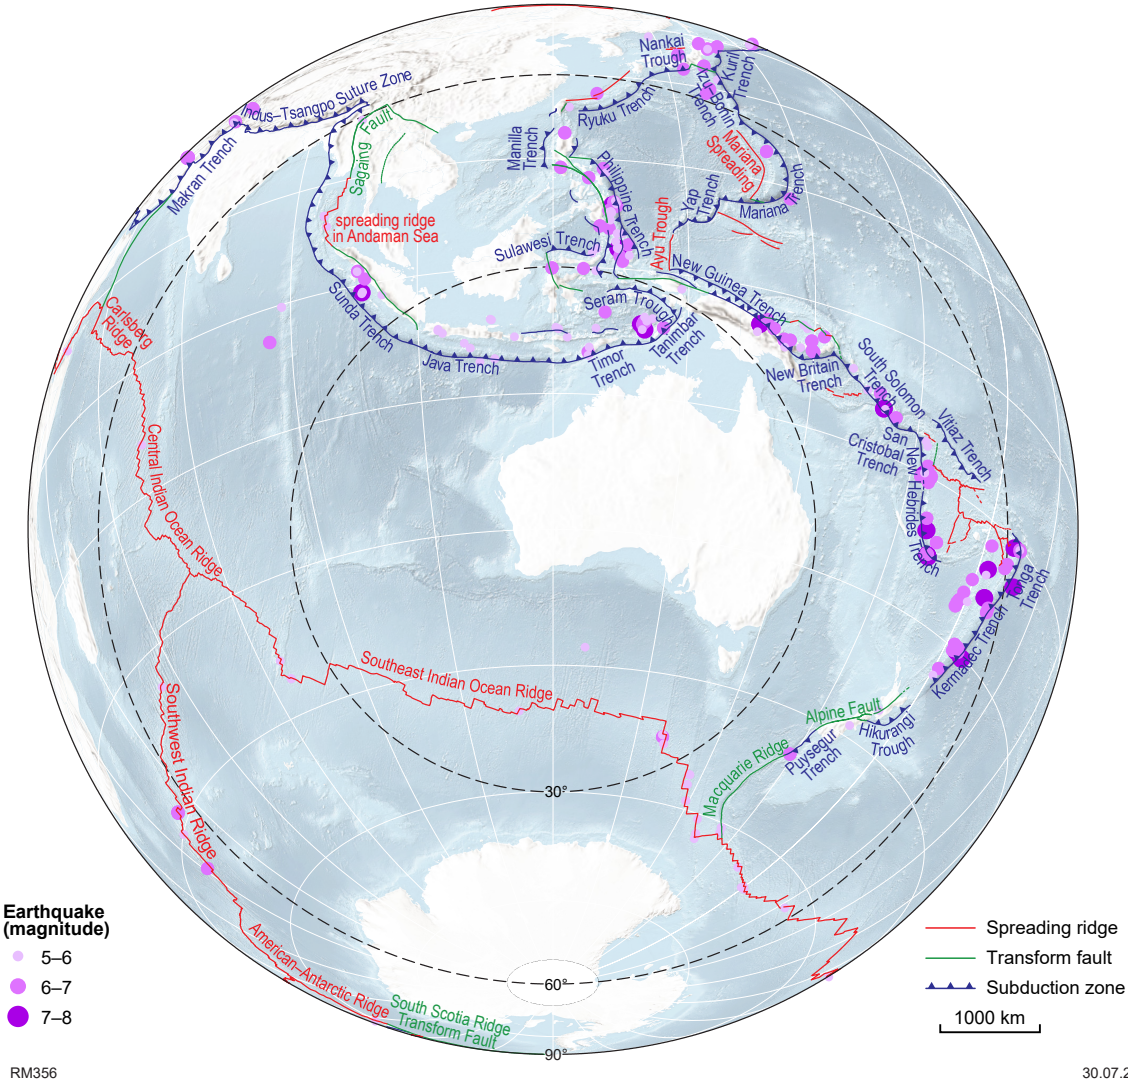 Nankai
Trough
Kuril
Trench
Izu–Bonin
Trench
Indus–Tsangpo Suture Zone
Ryuku Trench
Makran Trench
Sagaing Fault
Manilla
Trench
Philippine Trench
Mariana
Spreading
Yap
Trench
Mariana Trench
spreading ridge
in Andaman Sea
Ayu Trough
Sulawesi Trench
New Guinea Trench
Sunda Trench
Seram Trough
Tanimbar
Trench
Carlsberg
Ridge
Java Trench
Timor
Trench
New Britain
Trench
South Solomon
Trench
San
Cristobal
Trench
Vitiaz Trench
New Hebrides Trench
Central Indian Ocean Ridge
Tonga
Trench
Kermadec Trench
Southeast Indian Ocean Ridge
Southwest Indian Ridge
Alpine Fault
Hikurangi
Trough
Puysegur
Trench
Macquarie Ridge
30°
American–Antarctic Ridge
South Scotia Ridge
Transform Fault
60°
90°
Earthquake
(magnitude)
5–6
6–7
7–8
Spreading ridge
Transform fault
Subduction zone
1000 km
RM356
30.07.2